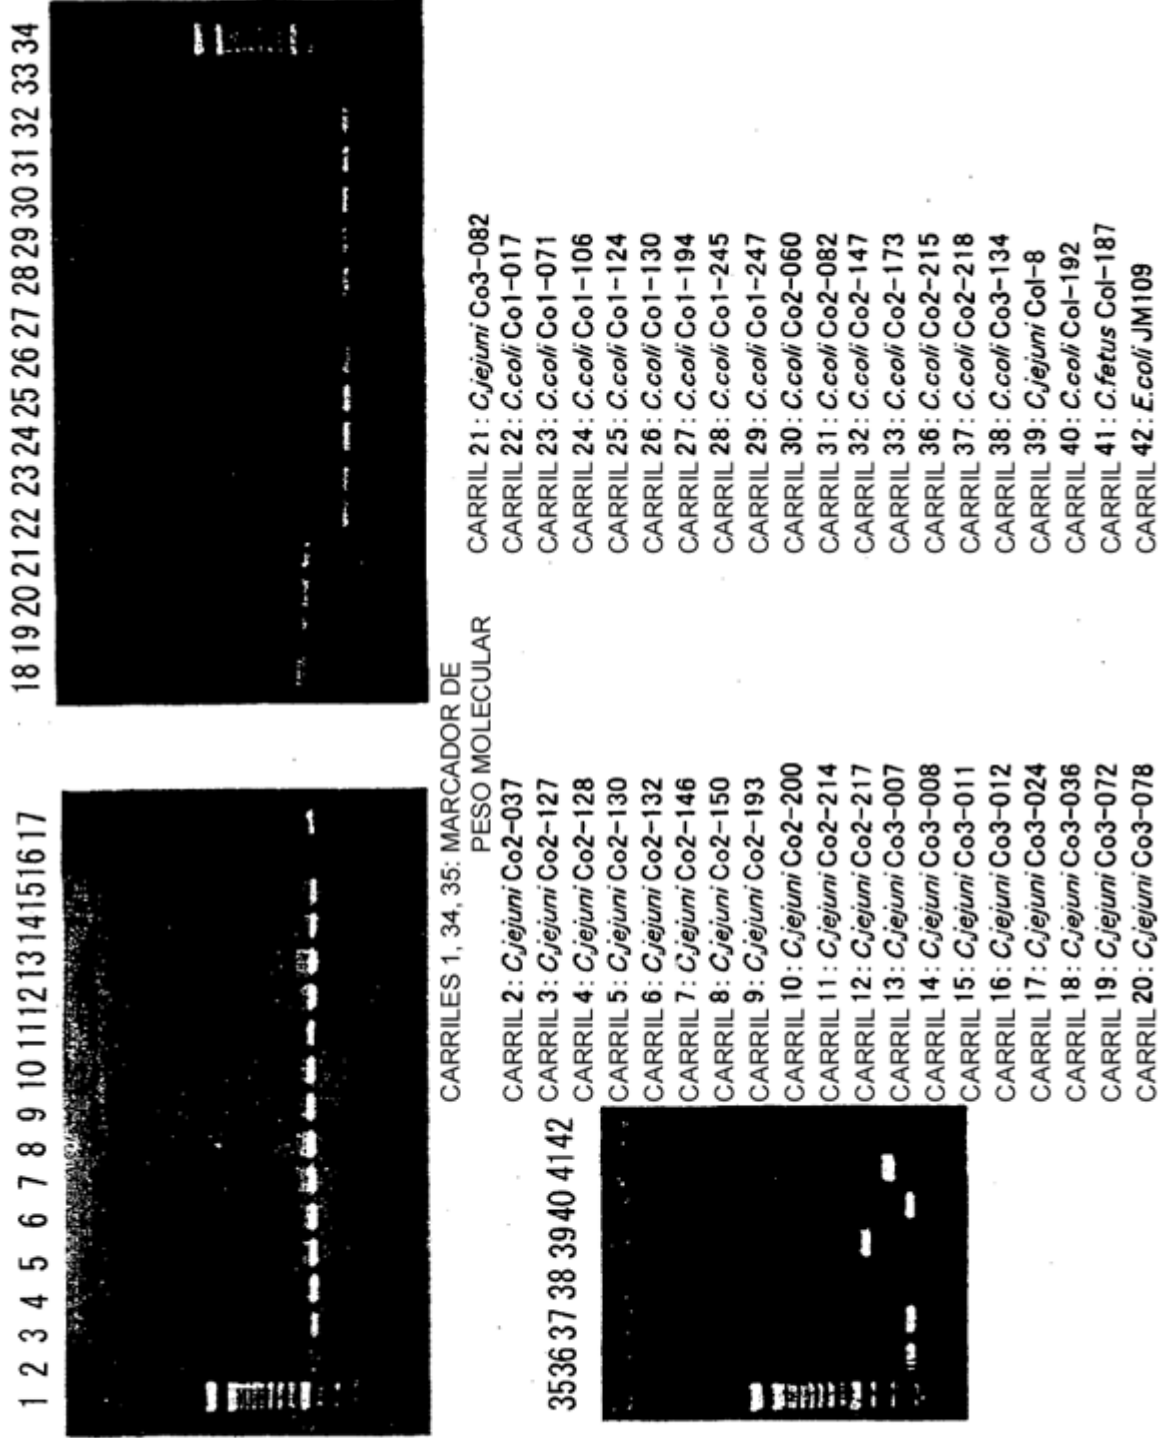 1 2 3 4 5 6 7 8 9 10 11 12 13 14 15 16 17
18 19 20 21 22 23 24 25 26 27 28 29 30 31 32 33 34
35 36 37 38 39 40 41 42
CARRILES 1, 34, 35: MARCADOR DE
PESO MOLECULAR
CARRIL 2: C.jejuni Co2-037
CARRIL 3: C.jejuni Co2-127
CARRIL 4: C.jejuni Co2-128
CARRIL 5: C.jejuni Co2-130
CARRIL 6: C.jejuni Co2-132
CARRIL 7: C.jejuni Co2-146
CARRIL 8: C.jejuni Co2-150
CARRIL 9: C.jejuni Co2-193
CARRIL 10: C.jejuni Co2-200
CARRIL 11: C.jejuni Co2-214
CARRIL 12: C.jejuni Co2-217
CARRIL 13: C.jejuni Co3-007
CARRIL 14: C.jejuni Co3-008
CARRIL 15: C.jejuni Co3-011
CARRIL 16: C.jejuni Co3-012
CARRIL 17: C.jejuni Co3-024
CARRIL 18: C.jejuni Co3-036
CARRIL 19: C.jejuni Co3-072
CARRIL 20: C.jejuni Co3-078
CARRIL 21: C.jejuni Co3-082
CARRIL 22: C.coli Co1-017
CARRIL 23: C.coli Co1-071
CARRIL 24: C.coli Co1-106
CARRIL 25: C.coli Co1-124
CARRIL 26: C.coli Co1-130
CARRIL 27: C.coli Co1-194
CARRIL 28: C.coli Co1-245
CARRIL 29: C.coli Co1-247
CARRIL 30: C.coli Co2-060
CARRIL 31: C.coli Co2-082
CARRIL 32: C.coli Co2-147
CARRIL 33: C.coli Co2-173
CARRIL 36: C.coli Co2-215
CARRIL 37: C.coli Co2-218
CARRIL 38: C.coli Co3-134
CARRIL 39: C.jejuni Col-8
CARRIL 40: C.coli Col-192
CARRIL 41: C.fetus Col-187
CARRIL 42: E.coli JM109